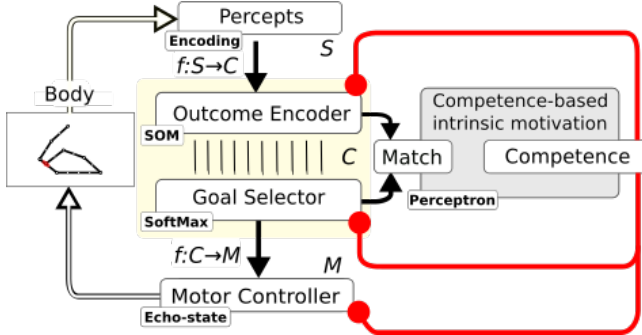 Percepts
Encoding
S
f:S→C
Body
Outcome Encoder
SOM
Competence-based
intrinsic motivation
C
Match
Competence
Goal Selector
SoftMax
Perceptron
f:C→M
M
Motor Controller
Echo-state